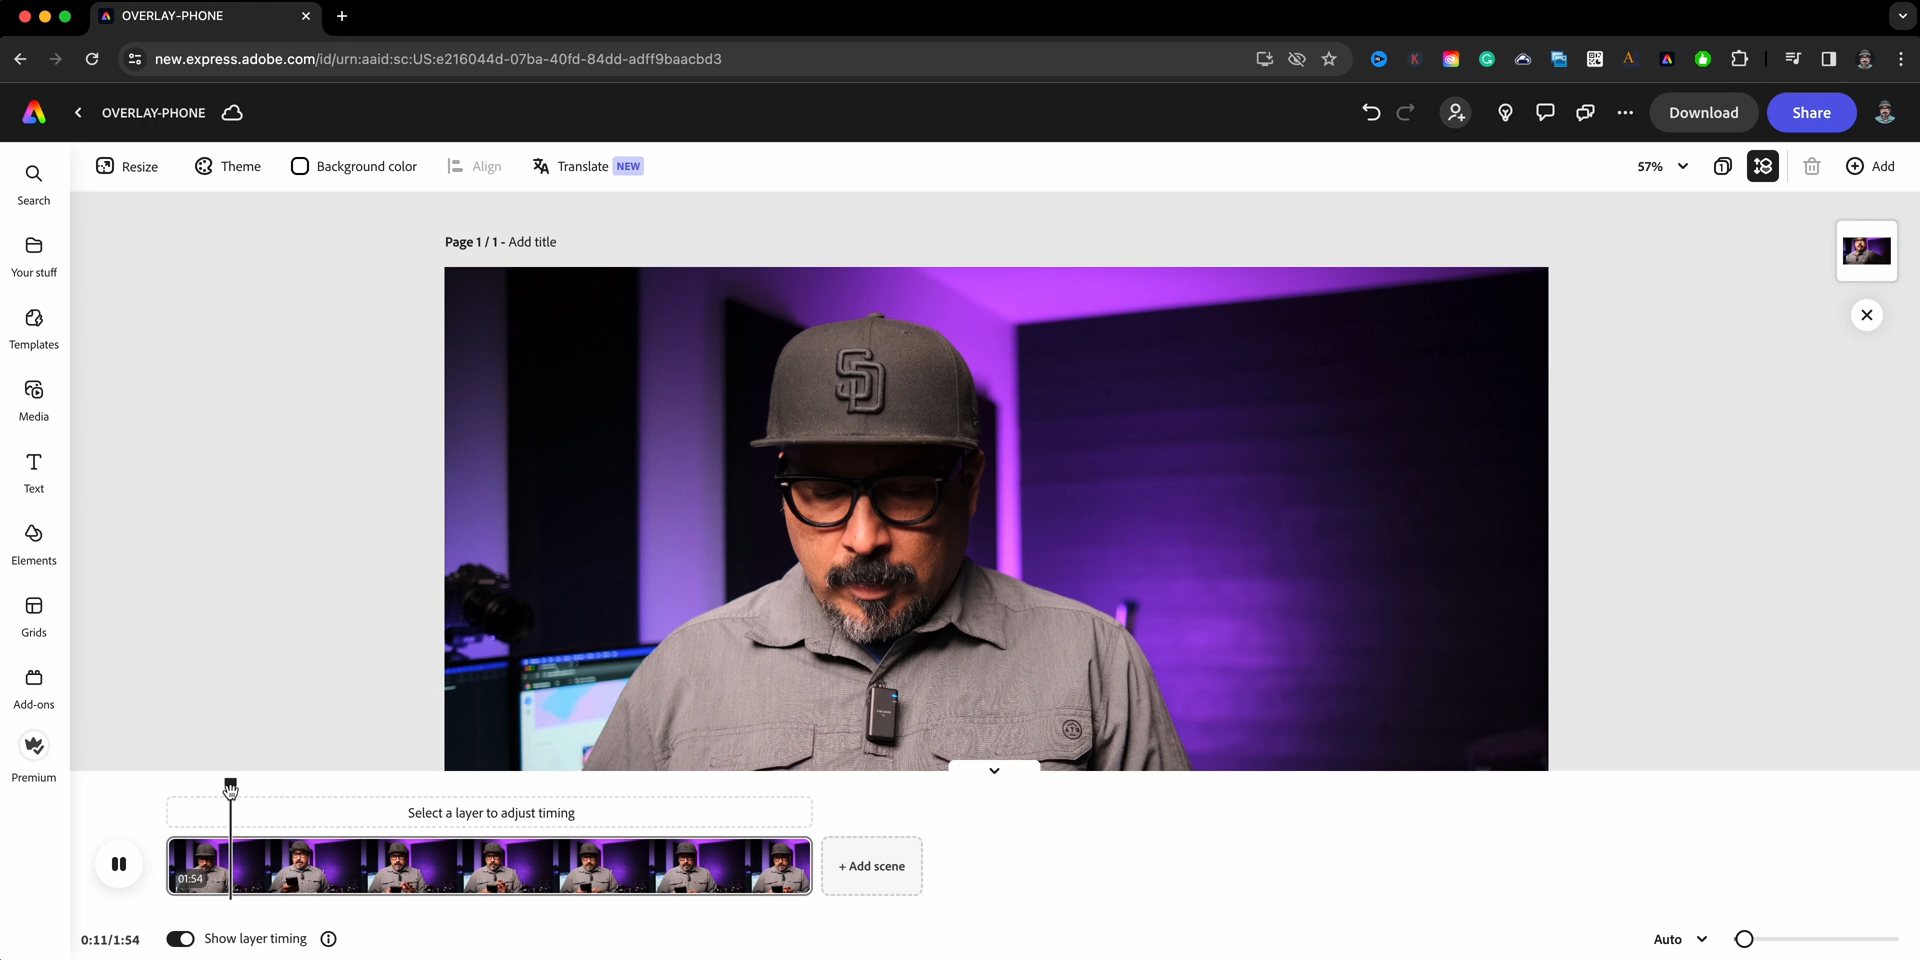 OVERLAY-PHONE
new.express.adobe.com/id/urn:aaid:sc:US:e216044d-07ba-40fd-84dd-adff9baacbd3
OVERLAY-PHONE
Download
Share
Resize
Theme
Background color
Align
Translate NEW
57%
1
Add
Search
Your stuff
Templates
Media
Text
Elements
Grids
Add-ons
Premium
Page 1 / 1 - Add title
SD
ATG
Select a layer to adjust timing
01:54
+ Add scene
0:11/1:54
Show layer timing
Auto